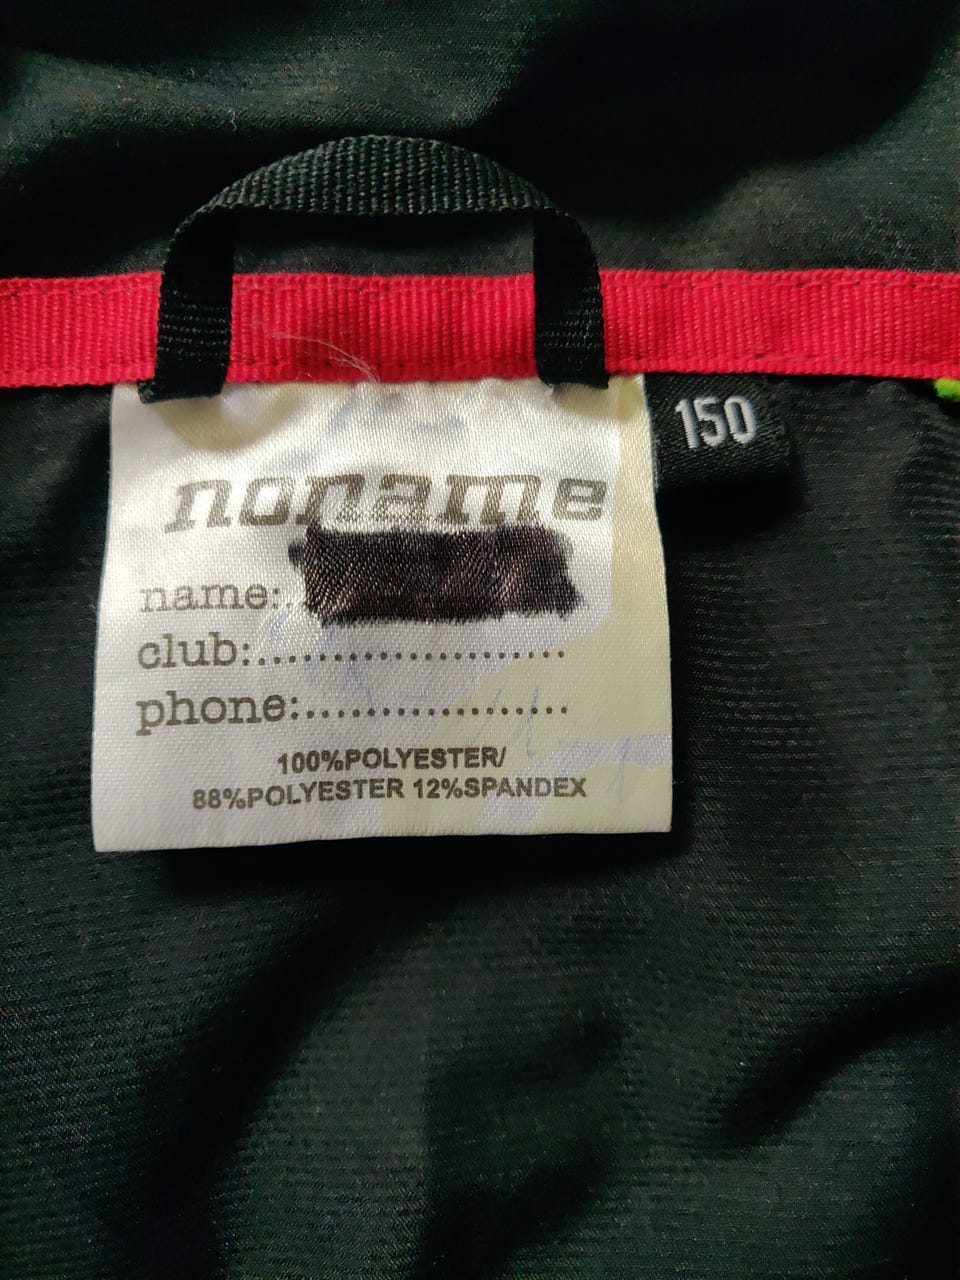 noname
150
name:
club:.....................
phone:..................
100%POLYESTER/
88%POLYESTER 12%SPANDEX